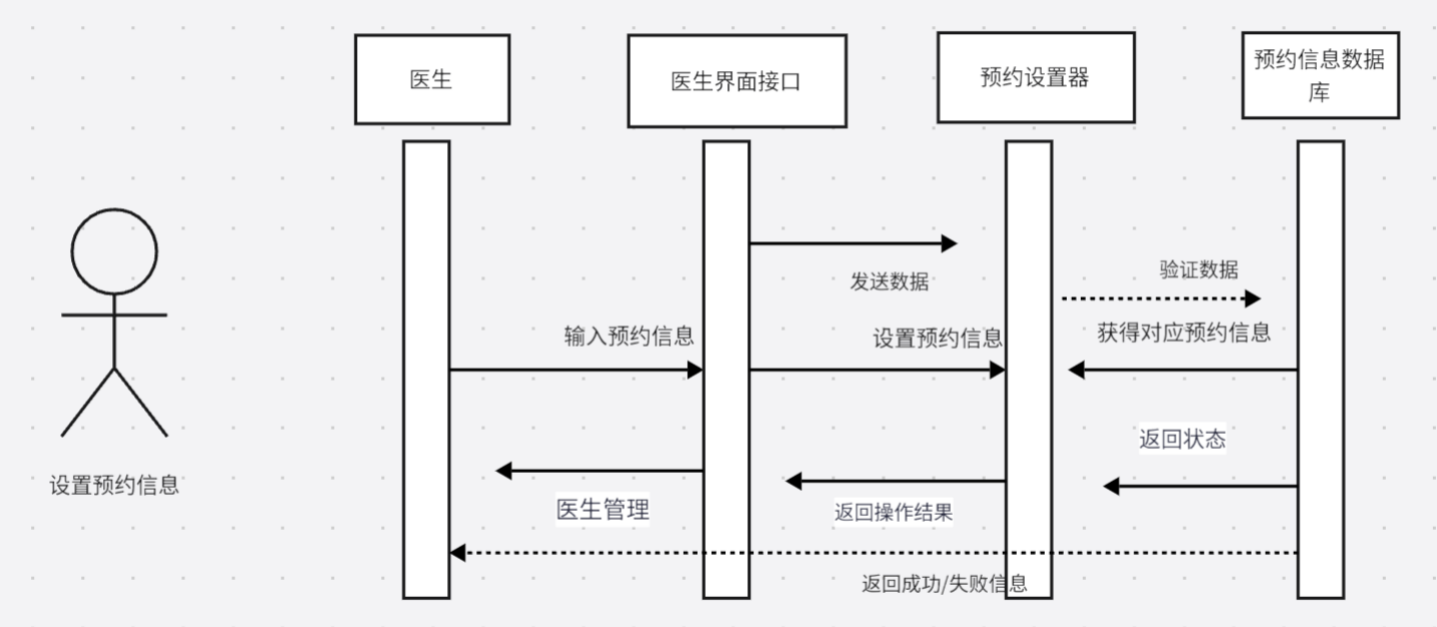 医生
医生界面接口
预约设置器
预约信息数据
库
发送数据
验证数据
输入预约信息
设置预约信息
获得对应预约信息
返回状态
设置预约信息
医生管理
返回操作结果
返回成功/失败信息